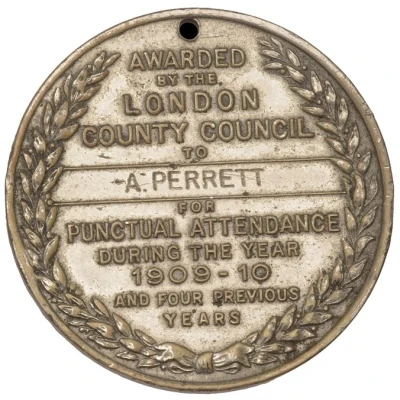 AWARDED
BY THE
LONDON
COUNTY COUNCIL
TO
A. PERRETT
FOR
PUNCTUAL ATTENDANCE
DURING THE YEAR
1909-10
AND FOUR PREVIOUS
YEARS